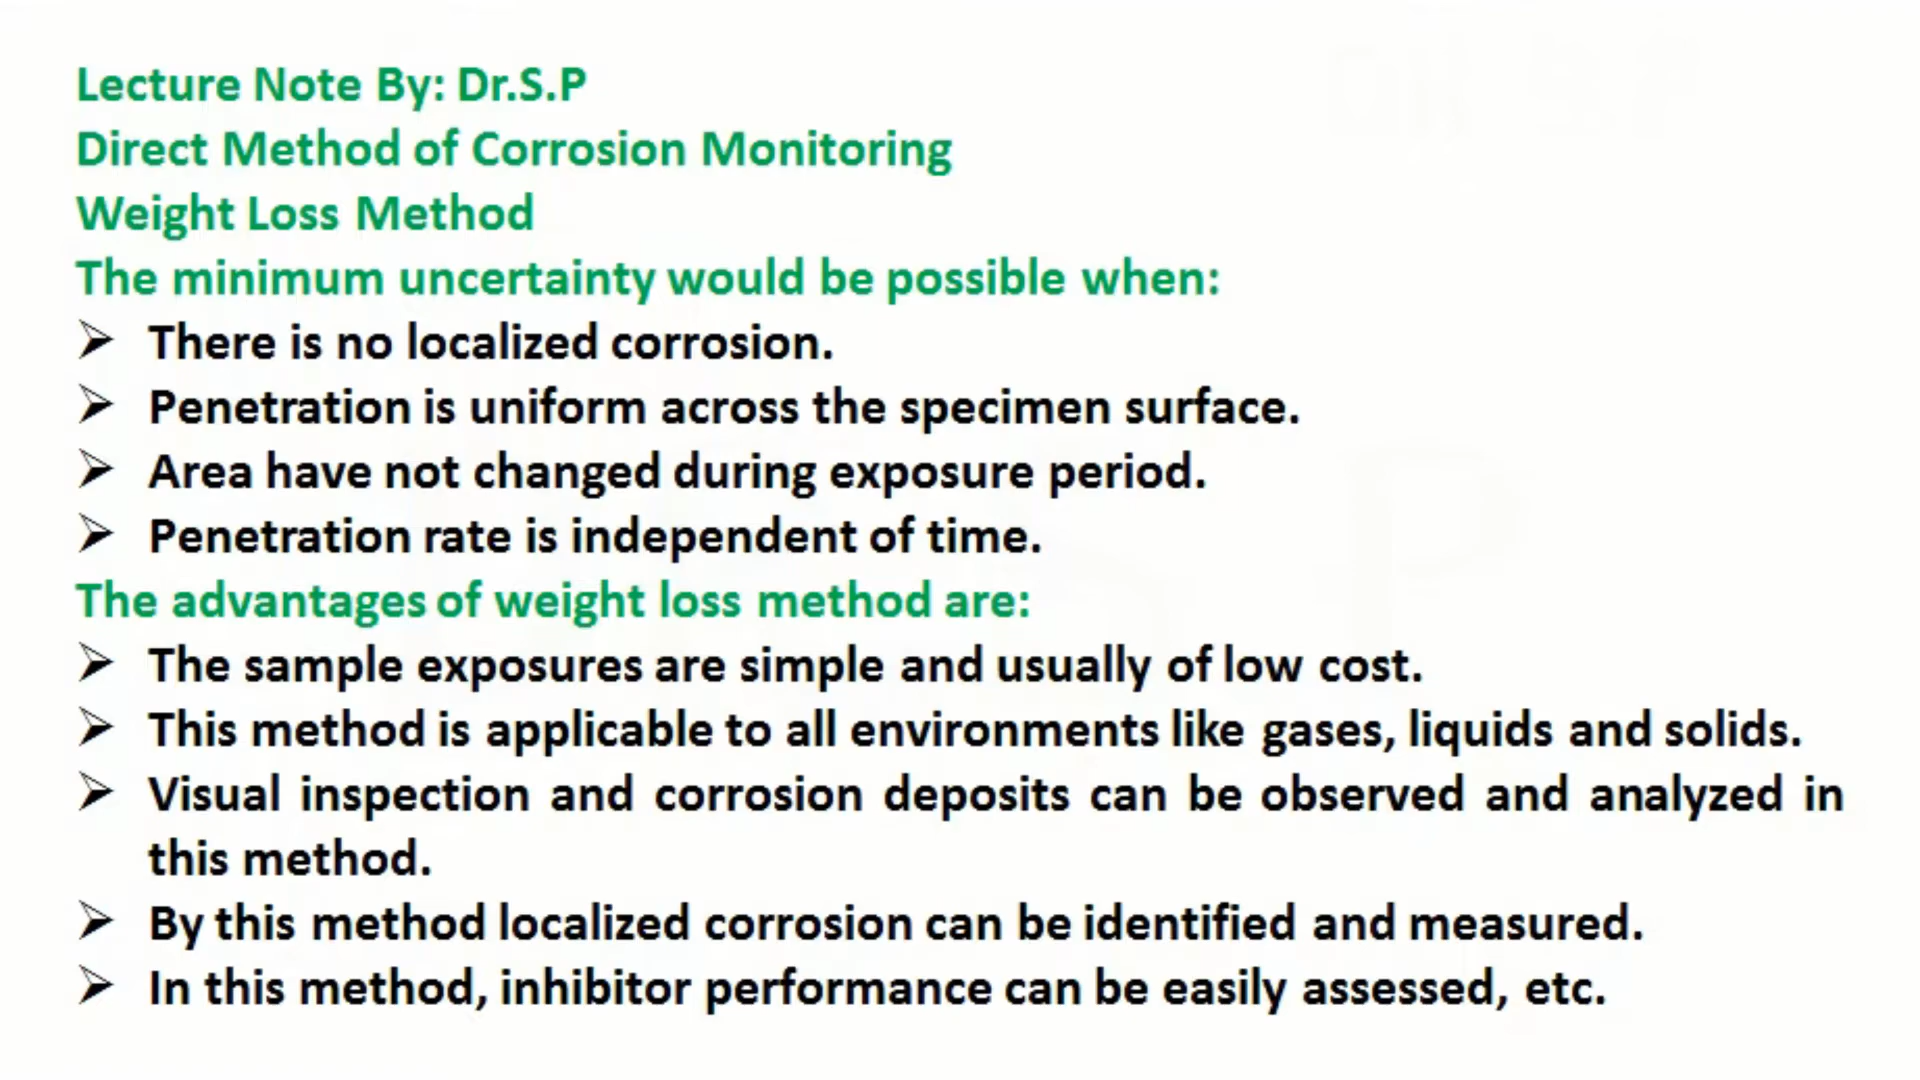 Lecture Note By: Dr.S.P
Direct Method of Corrosion Monitoring
Weight Loss Method
The minimum uncertainty would be possible when:
➢ There is no localized corrosion.
➢ Penetration is uniform across the specimen surface.
➢ Area have not changed during exposure period.
➢ Penetration rate is independent of time.
The advantages of weight loss method are:
➢ The sample exposures are simple and usually of low cost.
➢ This method is applicable to all environments like gases, liquids and solids.
➢ Visual inspection and corrosion deposits can be observed and analyzed in
this method.
➢ By this method localized corrosion can be identified and measured.
➢ In this method, inhibitor performance can be easily assessed, etc.